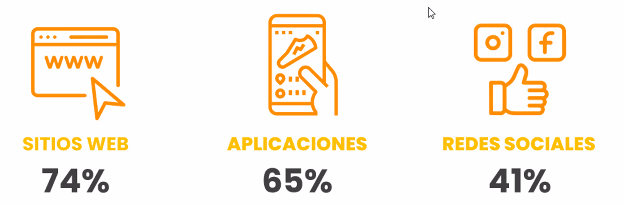 WWW
SITIOS WEB
APLICACIONES
REDES SOCIALES
74%
65%
41%